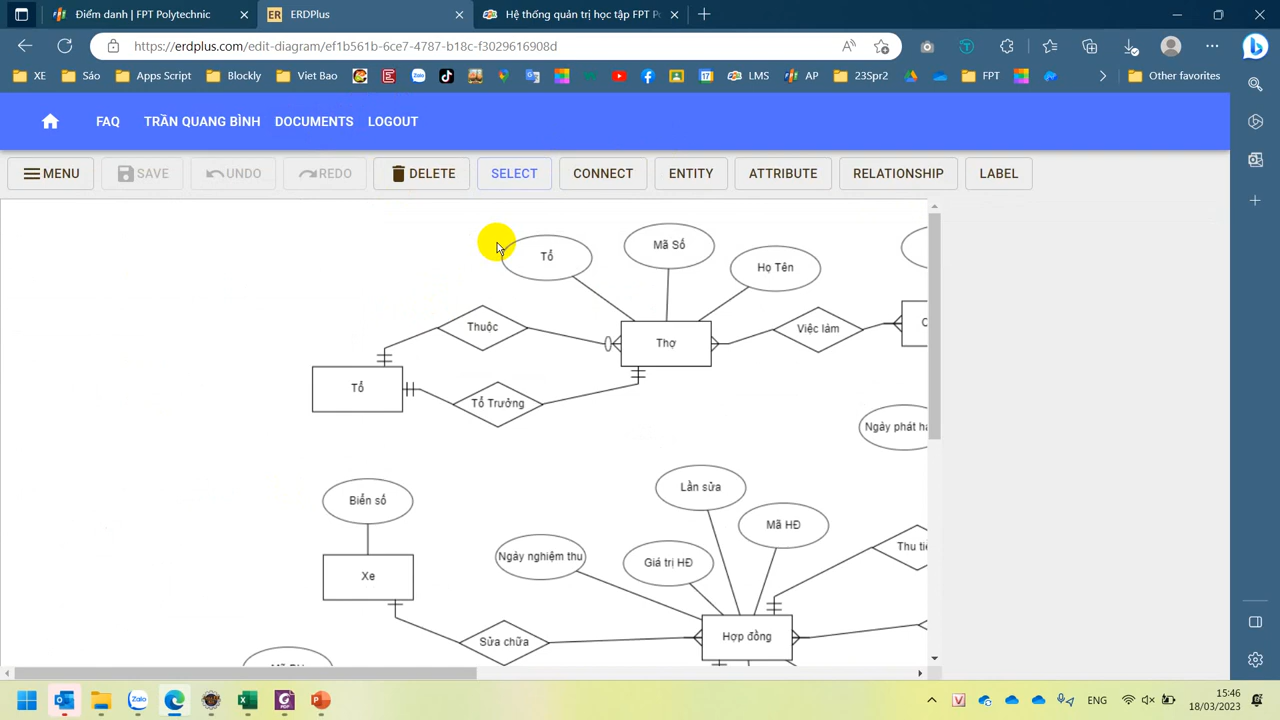 Điểm danh | FPT Polytechnic
ER ERDPlus
Hệ thống quản trị học tập FPT Po
https://erdplus.com/edit-diagram/ef1b561b-6ce7-4787-b18c-f3029616908d
XE
Sáo
Apps Script
Blockly
Viet Bao
LMS
AP
23Spr2
FPT
Other favorites
FAQ
TRẦN QUANG BÌNH
DOCUMENTS
LOGOUT
MENU
SAVE
UNDO
REDO
DELETE
SELECT
CONNECT
ENTITY
ATTRIBUTE
RELATIONSHIP
LABEL
Tổ
Mã Số
Họ Tên
Thuộc
Thợ
Việc làm
C
Tổ
Tổ Trưởng
Ngày phát hà
Biển số
Lần sửa
Mã HĐ
Ngày nghiệm thu
Giá trị HĐ
Thu tiề
Xe
Sửa chữa
Hợp đồng
ENG
15:46
18/03/2023